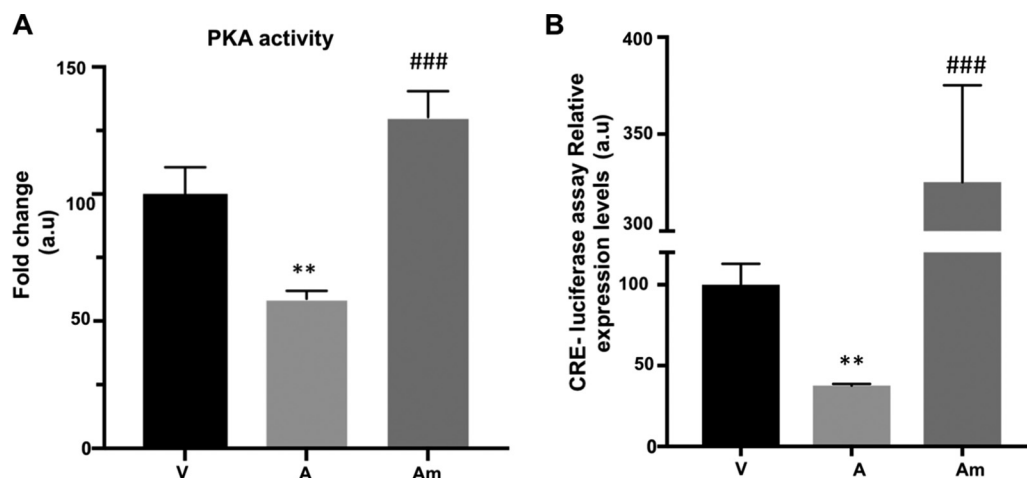 A
PKA activity
Fold change
(a.u)
150
100
50
0
**
###
V
A
Am
B
CRE- luciferase assay Relative
expression levels (a.u)
400
350
300
100
50
0
**
###
V
A
Am